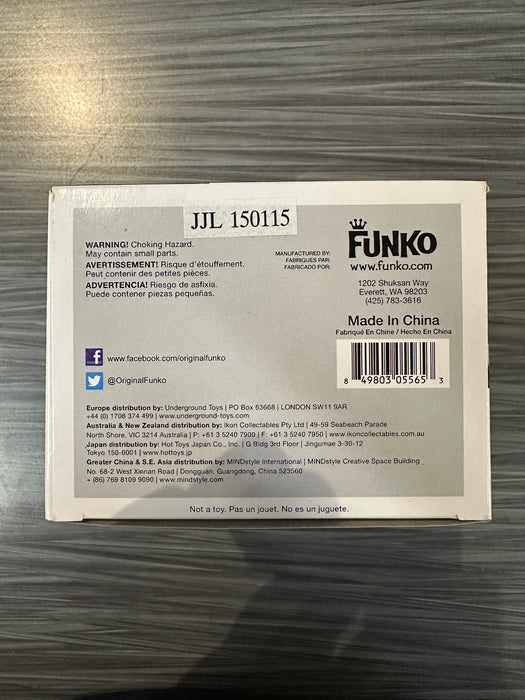 JJL 150115
WARNING! Choking Hazard.
May contain small parts.
AVERTISSEMENT! Risque d'étouffement.
Peut contenir des petites pièces.
ADVERTENCIA! Riesgo de asfixia.
Puede contener piezas pequeñas.
MANUFACTURED BY:
FABRIQUÉS PAR:
FABRICADO POR:
FUNKO
www.funko.com
1202 Shuksan Way
Everett, WA 98203
(425) 783-3616
Made In China
Fabriqué En Chine / Hecho En China
8 49803 05565 3
f www.facebook.com/originalfunko
@OriginalFunko
Europe distribution by: Underground Toys | PO Box 63668 | LONDON SW11 9AR
+44 (0) 1708 374 499 | www.underground-toys.com
Australia & New Zealand distribution by: Ikon Collectables Pty Ltd | 49-59 Seabeach Parade
North Shore, VIC 3214 Australia | P: +61 3 5240 7900 | F: +61 3 5240 7950 | www.ikoncollectables.com.au
Japan distribution by: Hot Toys Japan Co., Inc., | G Bldg 3rd Floor | Jingumae 3-30-12
Tokyo 150-0001 | www.hottoys.jp
Greater China & S.E. Asia distribution by: MINDstyle International | MINDstyle Creative Space Building ,
No. 68-2 West Xinnan Road | Dongguan, Guangdong, China 523560
+ (86) 769 8109 9090 | www.mindstyle.com
Not a toy. Pas un jouet. No es un juguete.